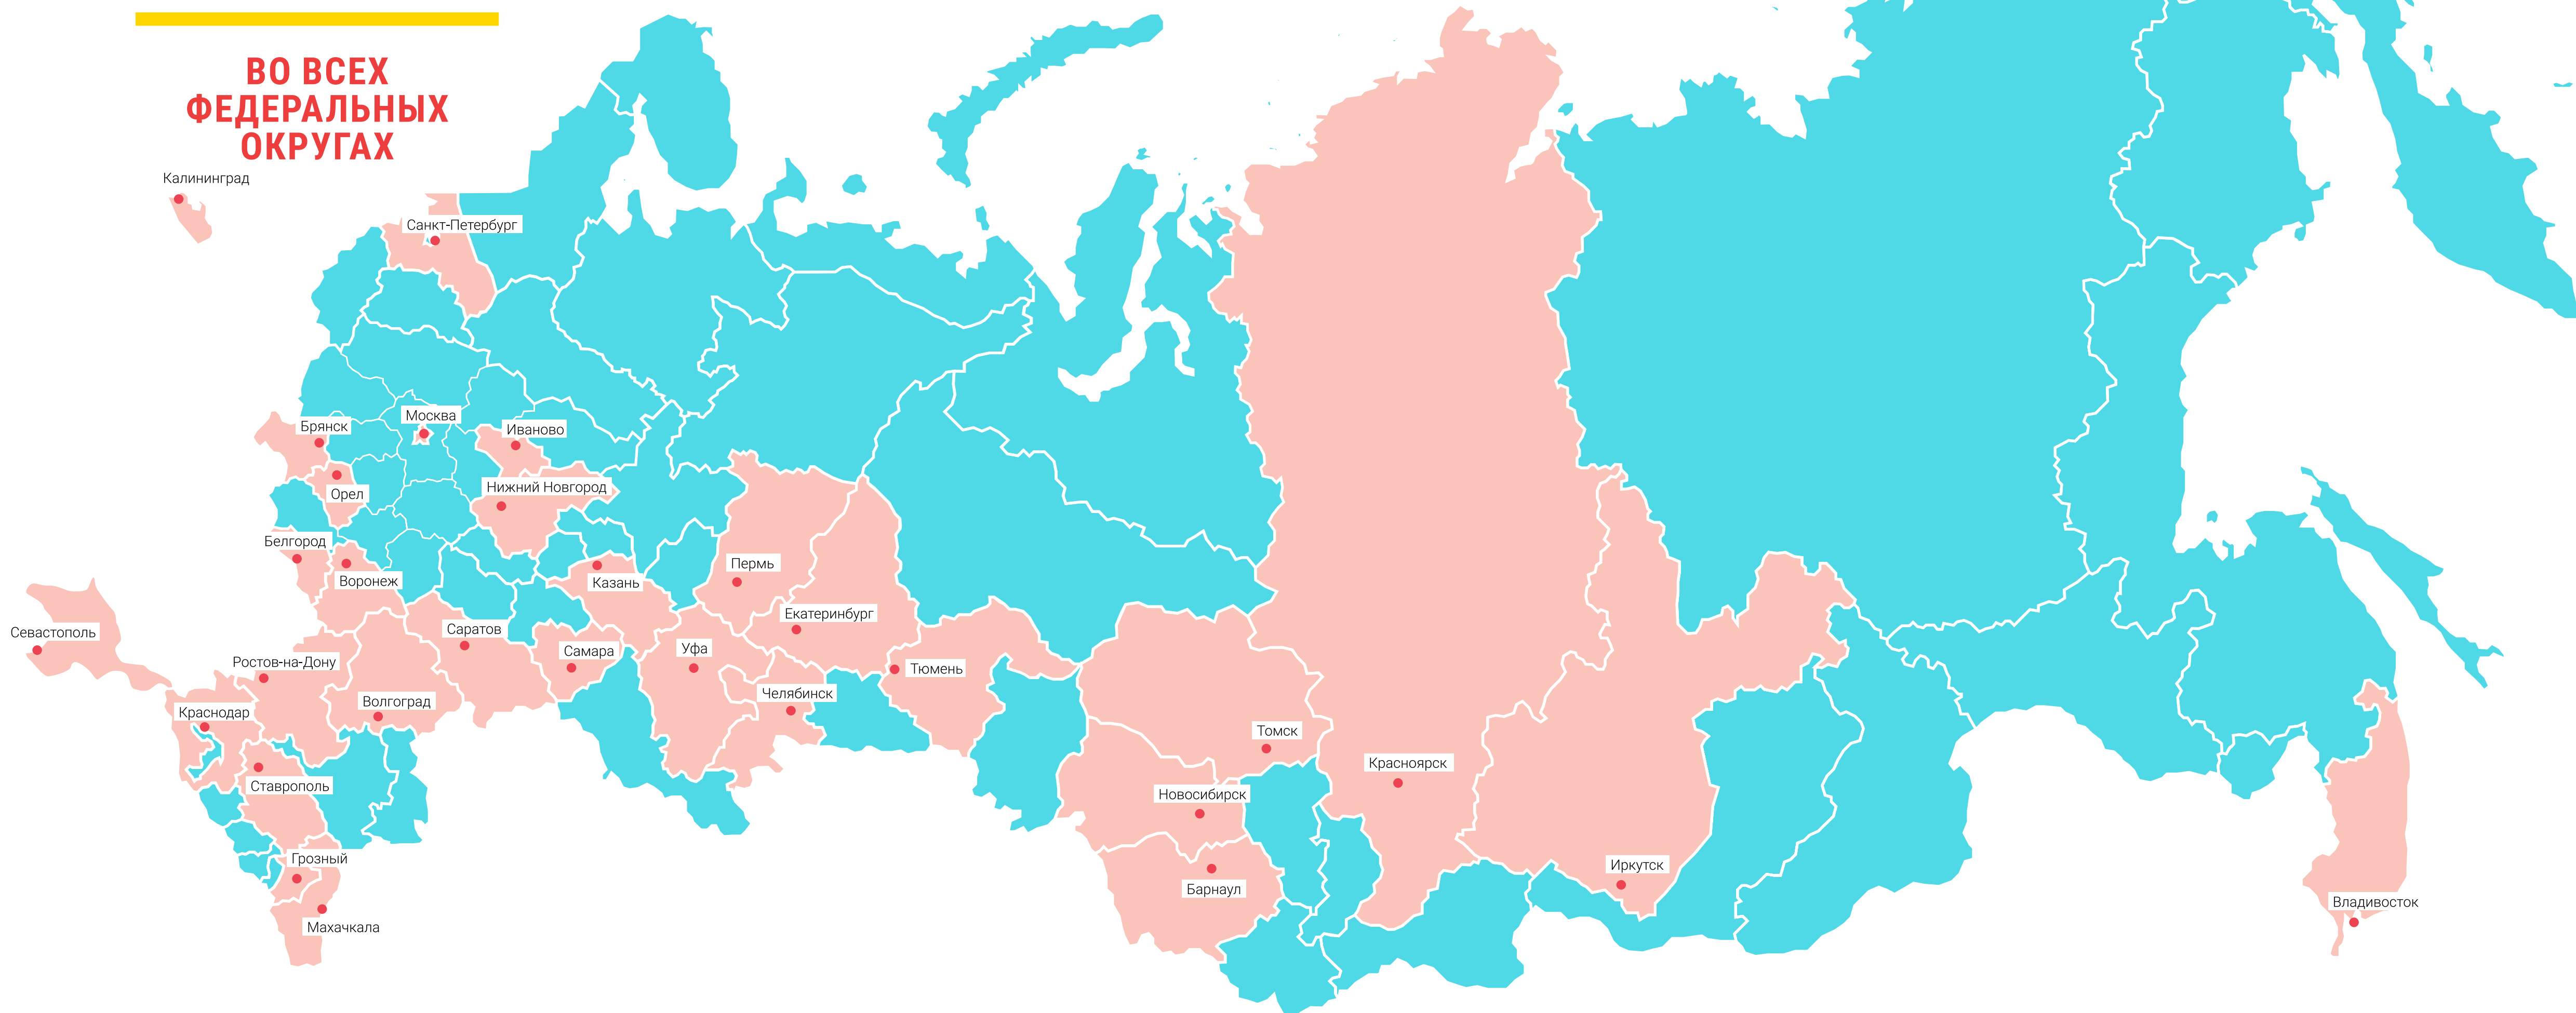 ВО ВСЕХ
ФЕДЕРАЛЬНЫХ
ОКРУГАХ
Калининград
Санкт-Петербург
Москва
Брянск
Иваново
Орел
Нижний Новгород
Белгород
Воронеж
Казань
Пермь
Екатеринбург
Севастополь
Саратов
Самара
Уфа
Ростов-на-Дону
Тюмень
Челябинск
Волгоград
Краснодар
Томск
Красноярск
Ставрополь
Новосибирск
Грозный
Иркутск
Барнаул
Владивосток
Махачкала